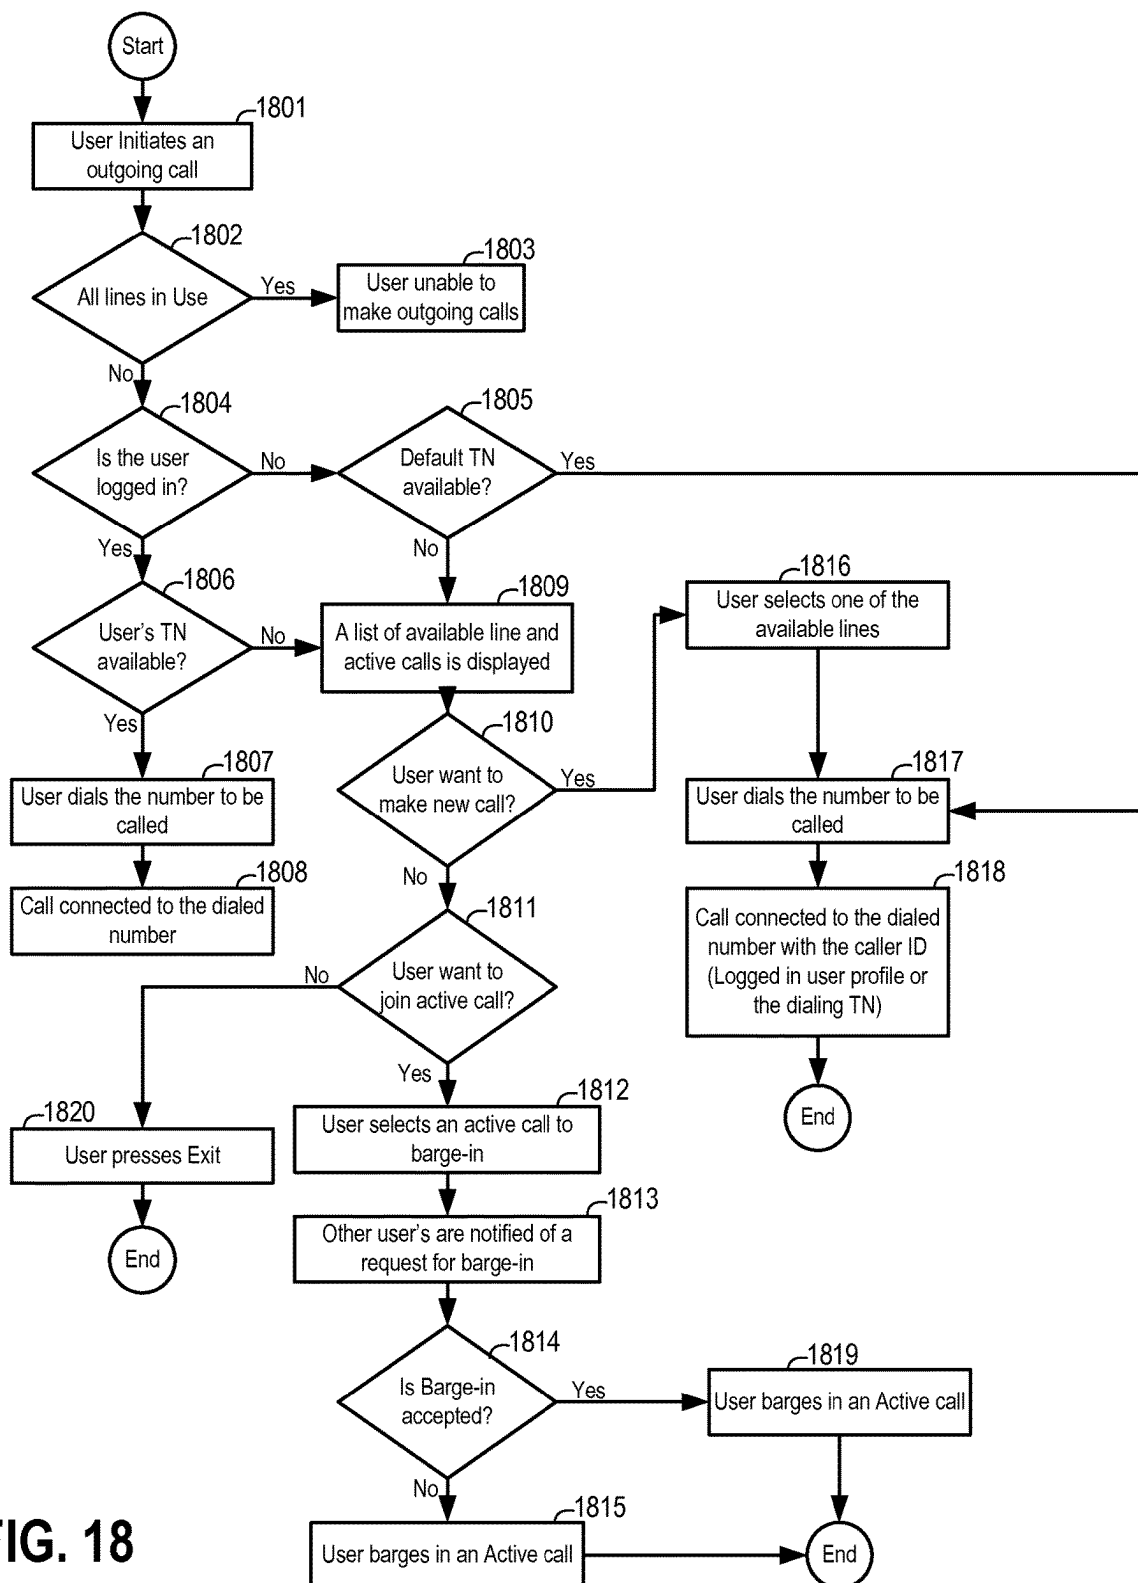 Start
1801
User Initiates an
outgoing call
1802
All lines in Use
Yes
1803
User unable to
make outgoing calls
No
1804
Is the user
logged in?
No
1805
Default TN
available?
Yes
Yes
No
1806
User's TN
available?
No
1809
A list of available line and
active calls is displayed
1816
User selects one of the
available lines
Yes
1810
User want to
make new call?
Yes
1807
User dials the number to be
called
1817
User dials the number to be
called
1808
Call connected to the dialed
number
No
1811
User want to
join active call?
No
1818
Call connected to the dialed
number with the caller ID
(Logged in user profile or
the dialing TN)
Yes
End
1820
User presses Exit
1812
User selects an active call to
barge-in
End
1813
Other user's are notified of a
request for barge-in
1814
Is Barge-in
accepted?
Yes
1819
User barges in an Active call
No
1815
User barges in an Active call
End
FIG. 18